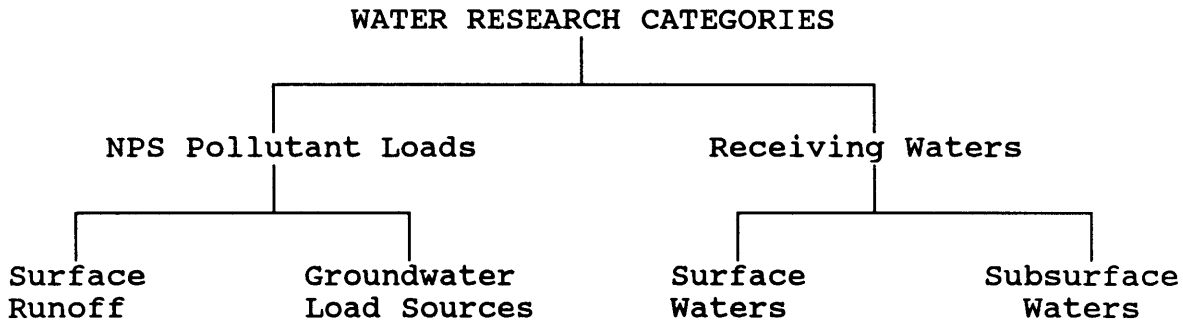 WATER RESEARCH CATEGORIES
NPS Pollutant Loads
Receiving Waters
Surface
Runoff
Groundwater
Load Sources
Surface
Waters
Subsurface
Waters